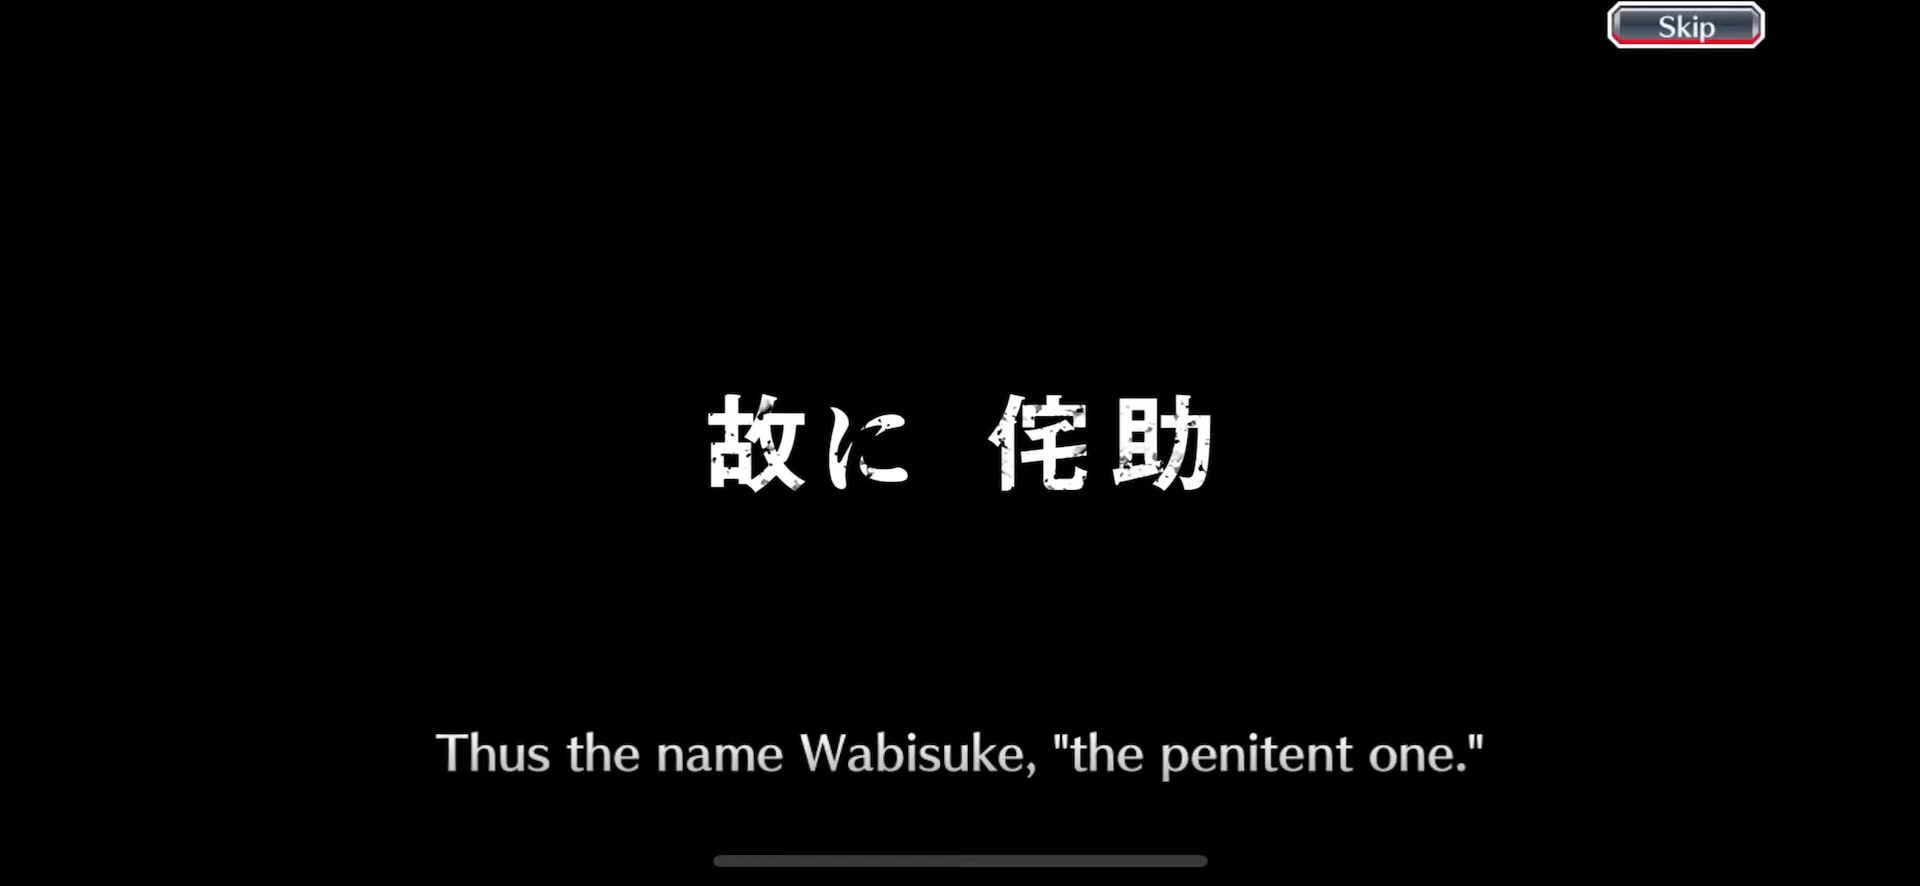 Skip
故に 侘助
Thus the name Wabisuke, "the penitent one."